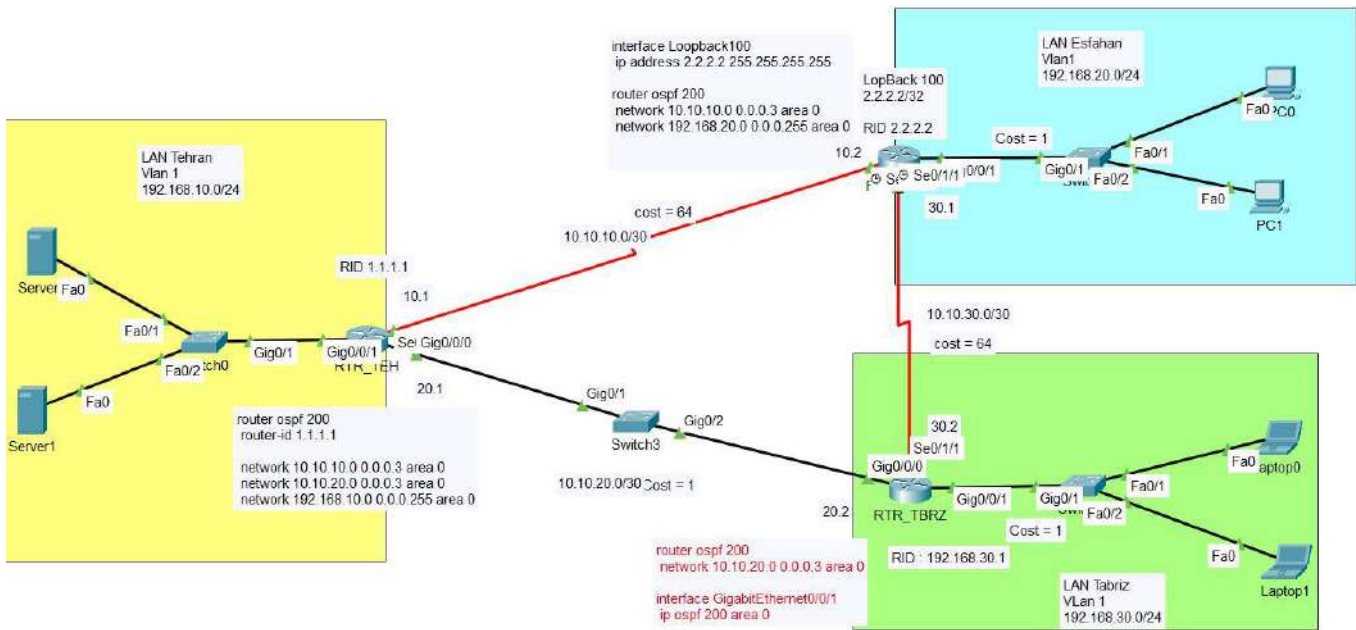 interface Loopback100
ip address 2.2.2.2 255.255.255.255
router ospf 200
network 10.10.10.0 0.0.0.3 area 0
network 192.168.20.0 0.0.0.255 area 0
LopBack 100
2.2.2.2/32
RID 2.2.2.2
LAN Esfahan
Vlan1
192.168.20.0/24
Fa0
PC0
Cost = 1
Fa0/1
10.2
Se0/1/1
0/0/1
Gig0/1
Fa0/2
Fa0
PC1
30.1
LAN Tehran
Vlan 1
192.168.10.0/24
cost = 64
10.10.10.0/30
RID 1.1.1.1
10.1
Server
Fa0
Fa0/1
Gig0/1
Gig0/0/1
Gig0/0/0
RTR_TEH
Fa0/2
Fa0
Server1
20.1
router ospf 200
router-id 1.1.1.1
network 10.10.10.0 0.0.0.3 area 0
network 10.10.20.0 0.0.0.3 area 0
network 192.168.10.0 0.0.0.255 area 0
Gig0/1
Gig0/2
Switch3
10.10.20.0/30
Cost = 1
10.10.30.0/30
cost = 64
30.2
Se0/1/1
Gig0/0/0
20.2
RTR_TBRZ
Gig0/0/1
Gig0/1
Fa0/1
Fa0/2
Cost = 1
Fa0
aptop0
Fa0
Laptop1
RID : 192.168.30.1
LAN Tabriz
VLan 1
192.168.30.0/24
router ospf 200
network 10.10.20.0 0.0.0.3 area 0
interface GigabitEthernet0/0/1
ip ospf 200 area 0